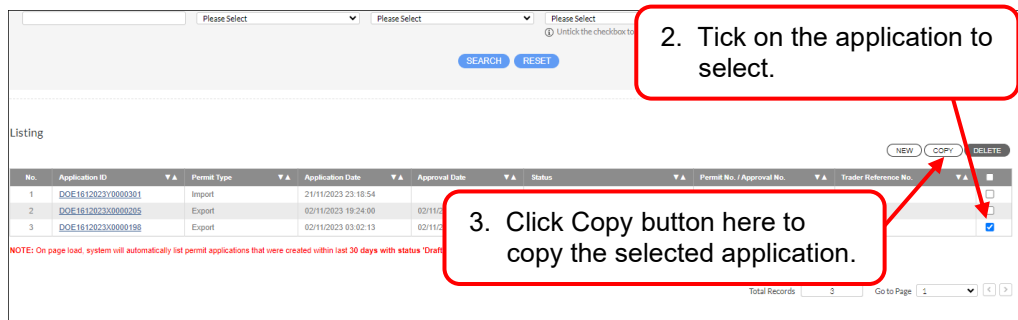 Please Select Please Select Please Select
Untick the checkbox to
SEARCH RESET
2. Tick on the application to
select.
Listing
NEW COPY DELETE
No. Application ID ▼▲ Permit Type ▼▲ Application Date ▼▲ Approval Date ▼▲ Status ▼▲ Permit No. / Approval No. ▼▲ Trader Reference No. ▼▲
1 DOE1612023Y0000301 Import 21/11/2023 23:18:54
2 DOE1612023X0000205 Export 02/11/2023 19:24:00 02/11/2
3 DOE1612023X0000198 Export 02/11/2023 03:02:13 02/11/2
3. Click Copy button here to
copy the selected application.
NOTE: On page load, system will automatically list permit applications that were created within last 30 days with status 'Draft
Total Records 3 Go to Page 1 < >